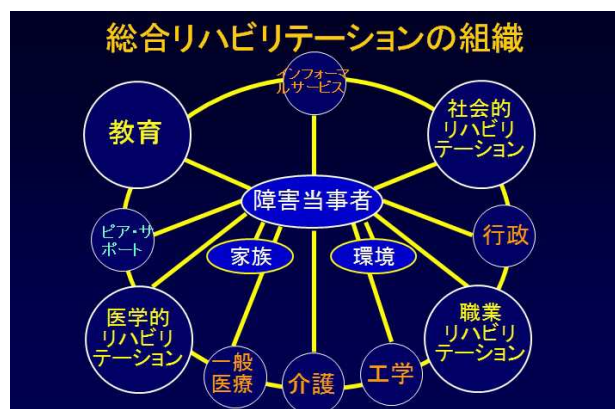 総合リハビリテーションの組織
インフォーマ
ルサービス
教育
社会的
リハビリ
テーション
障害当事者
ピア・サ
ポート
家族
環境
行政
医学的
リハビリ
テーション
職業
リハビリ
テーション
一般
医療
介護
工学